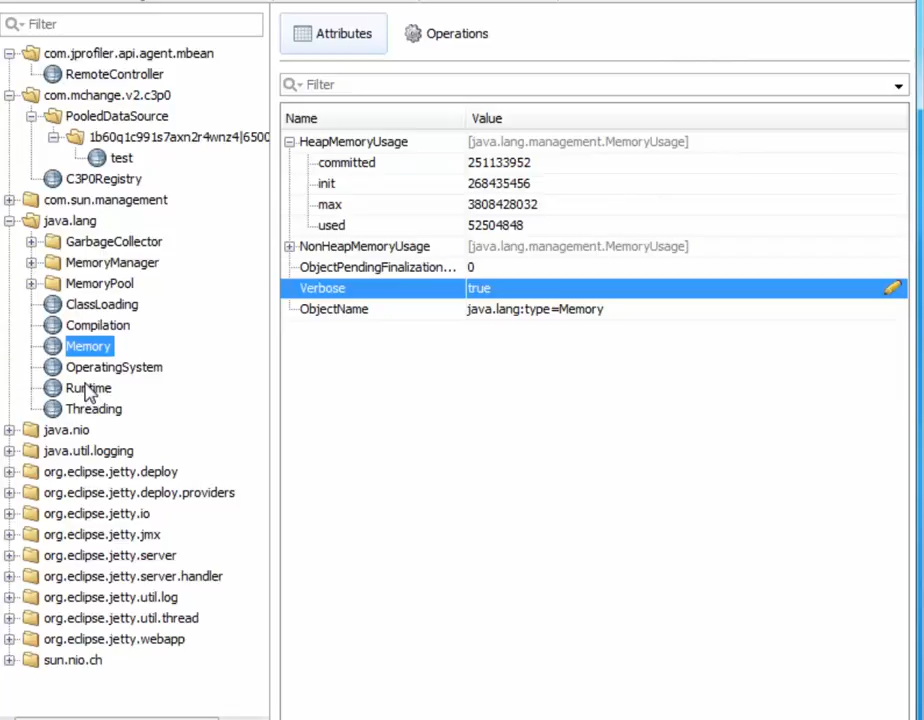 Filter
com.jprofiler.api.agent.mbean
RemoteController
com.mchange.v2.c3p0
PooledDataSource
1b60q1c991s7axn2r4wnz4|6500
test
C3P0Registry
com.sun.management
java.lang
GarbageCollector
MemoryManager
MemoryPool
ClassLoading
Compilation
Memory
OperatingSystem
Runtime
Threading
java.nio
java.util.logging
org.eclipse.jetty.deploy
org.eclipse.jetty.deploy.providers
org.eclipse.jetty.io
org.eclipse.jetty.jmx
org.eclipse.jetty.server
org.eclipse.jetty.server.handler
org.eclipse.jetty.util.log
org.eclipse.jetty.util.thread
org.eclipse.jetty.webapp
sun.nio.ch
Attributes Operations
Filter
Name Value
HeapMemoryUsage [java.lang.management.MemoryUsage]
committed 251133952
init 268435456
max 3808428032
used 52504848
NonHeapMemoryUsage [java.lang.management.MemoryUsage]
ObjectPendingFinalization... 0
Verbose true
ObjectName java.lang:type=Memory